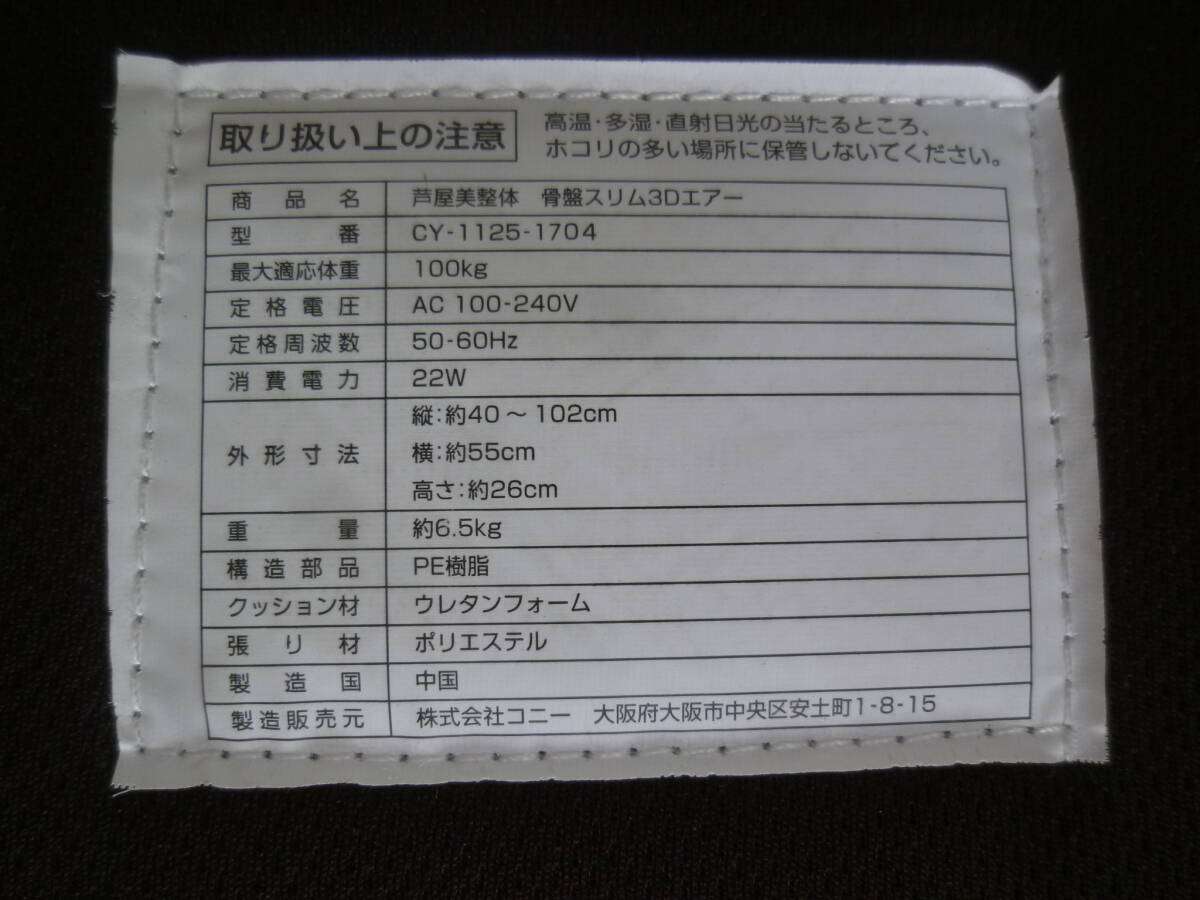 取り扱い上の注意
高温・多湿・直射日光の当たるところ、
ホコリの多い場所に保管しないてください。
商品名 芦屋美整体 骨盤スリム3Dエアー
型番 CY-1125-1704
最大適応体重 100kg
定格電圧 AC 100-240V
定格周波数 50-60Hz
消費電力 22W
外形寸法 縦:約40～102cm
横:約55cm
高さ:約26cm
重量 約6.5kg
構造部品 PE樹脂
クッション材 ウレタンフォーム
張り材 ポリエステル
製造国 中国
製造販売元 株式会社コニー 大阪府大阪市中央区安土町1-8-15